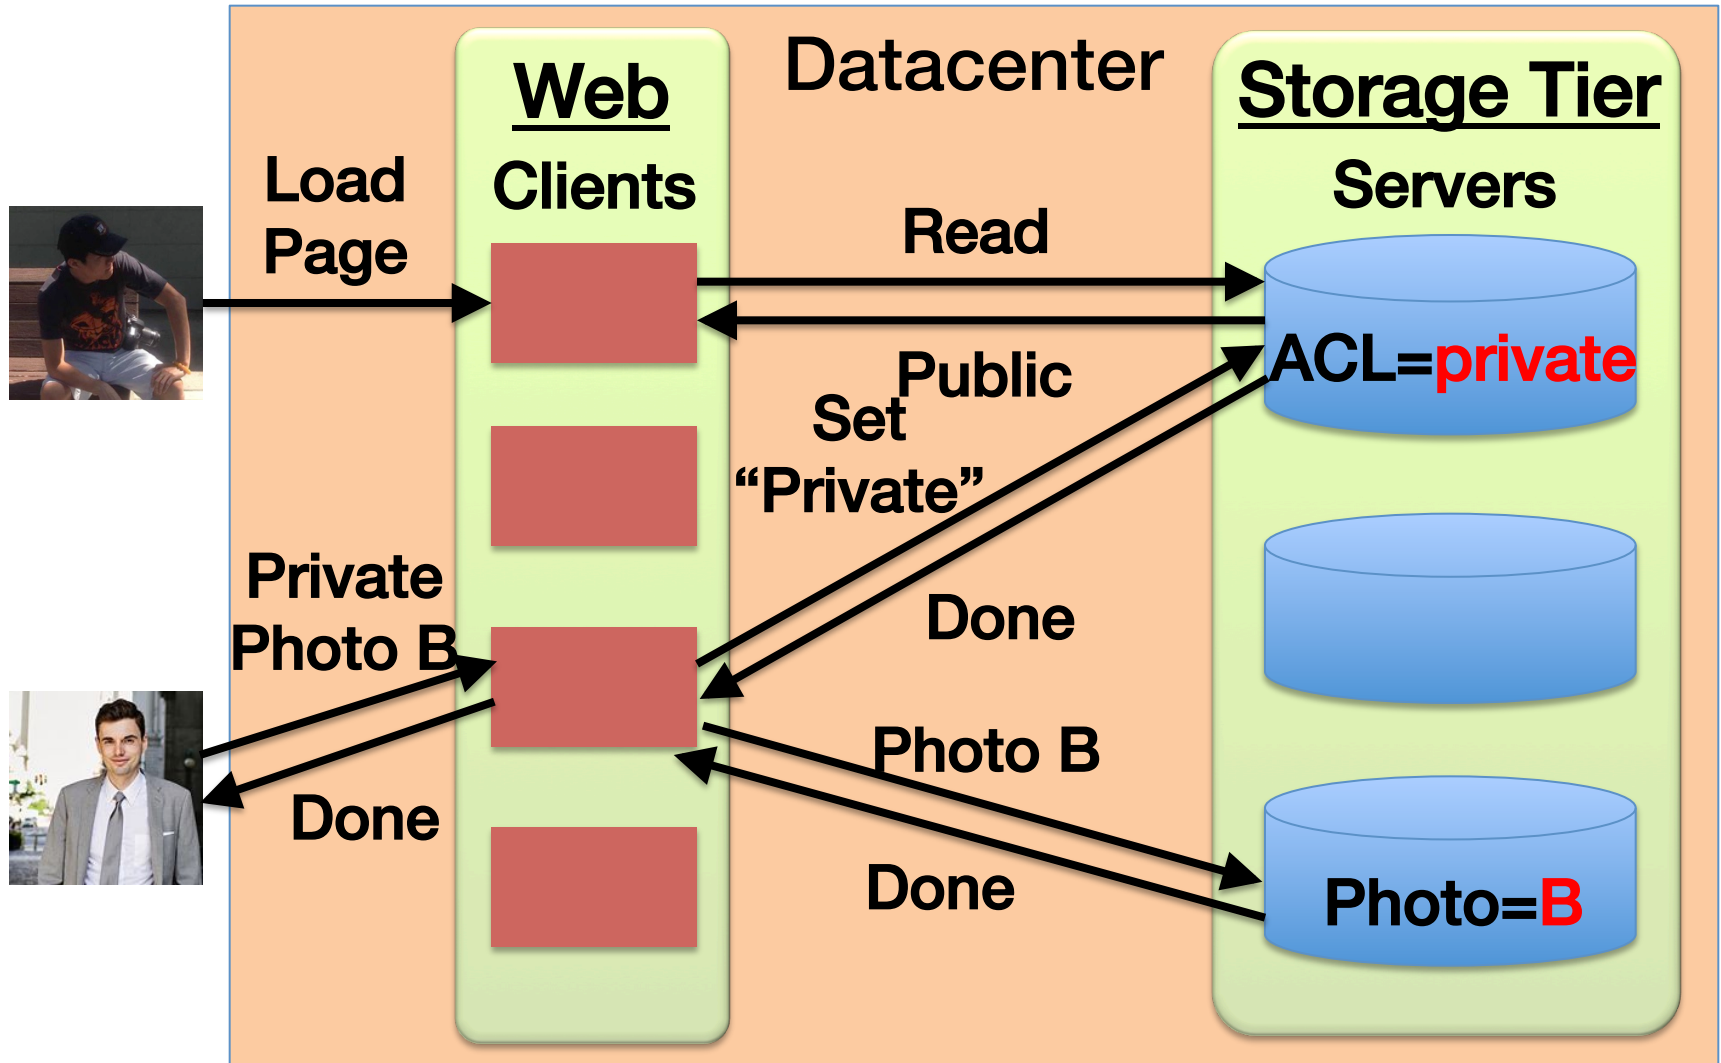 Datacenter
Web
Storage Tier
Clients
Servers
Load
Page
Read
Public
ACL=private
Set
“Private”
Private
Photo B
Done
Done
Photo B
Done
Photo=B